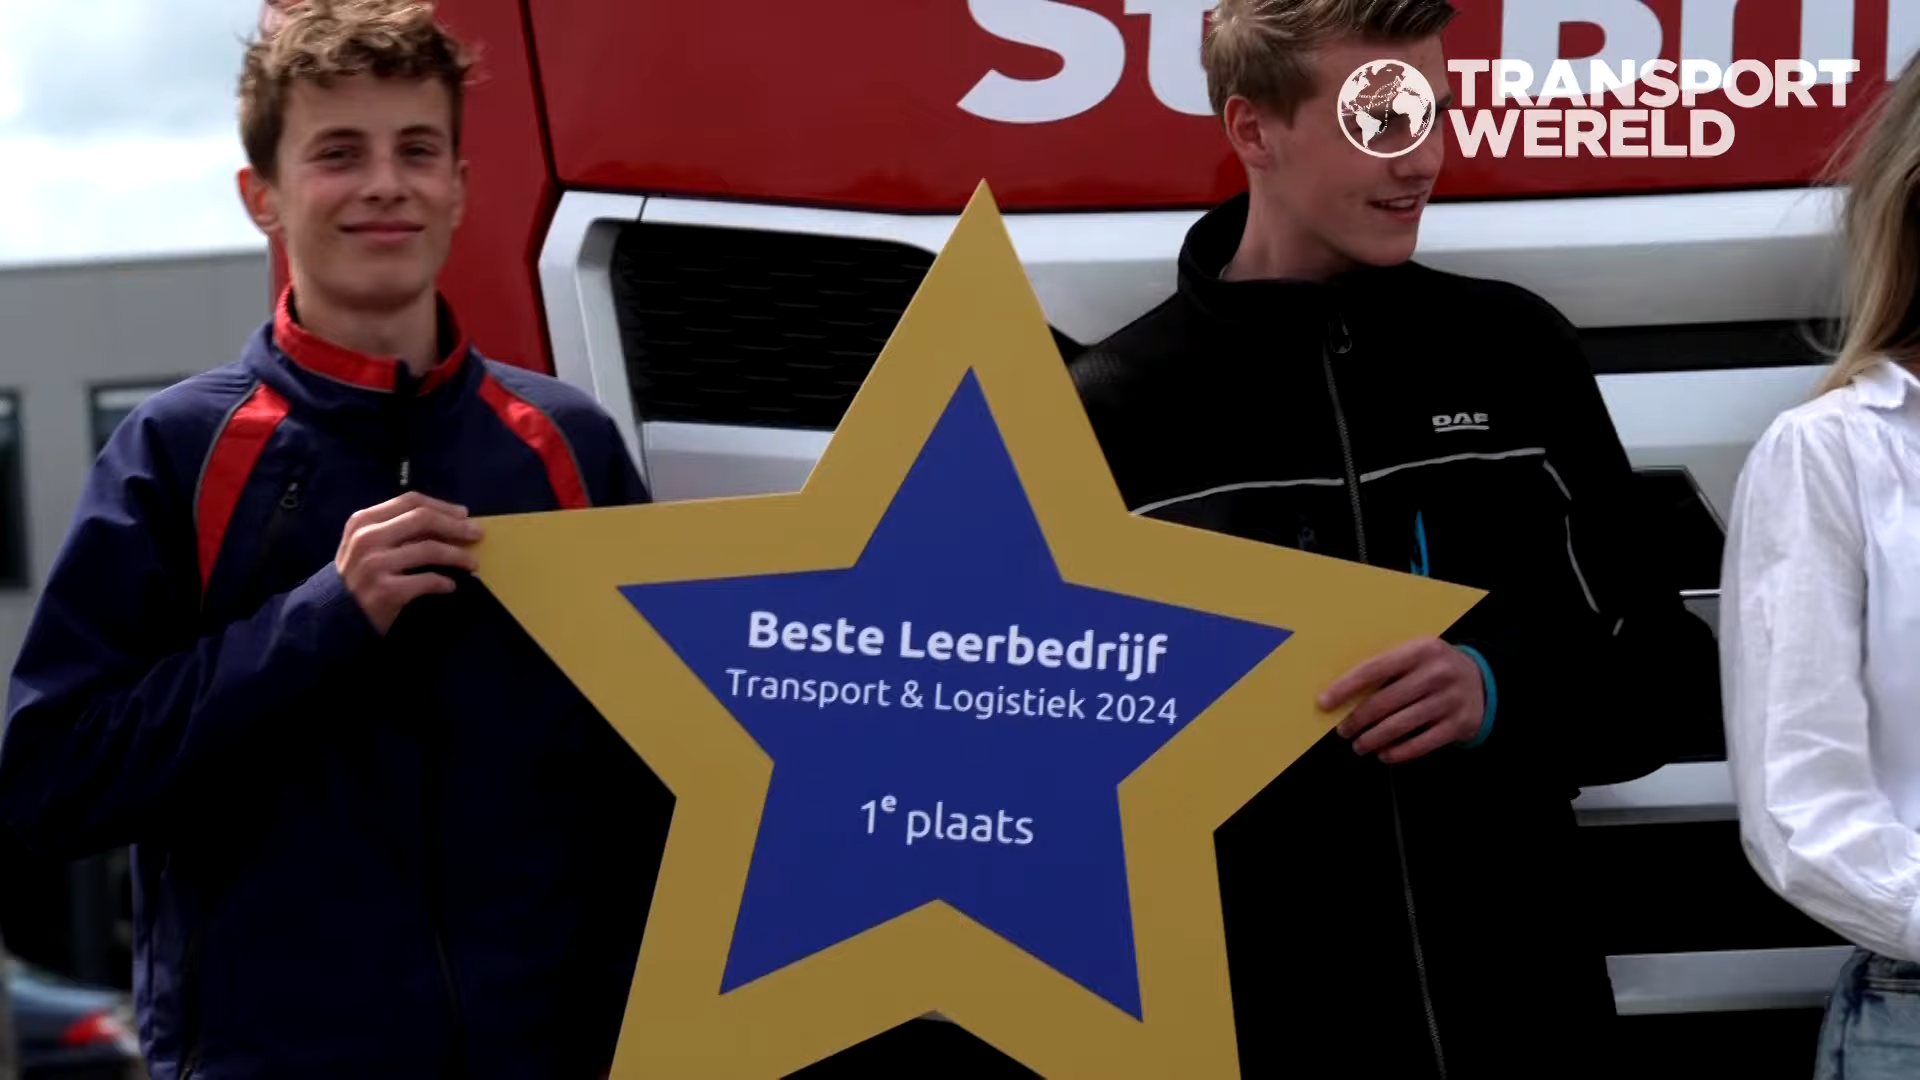 TRANSPORT
WERELD
DAF
Beste Leerbedrijf
Transport & Logistiek 2024
1e plaats